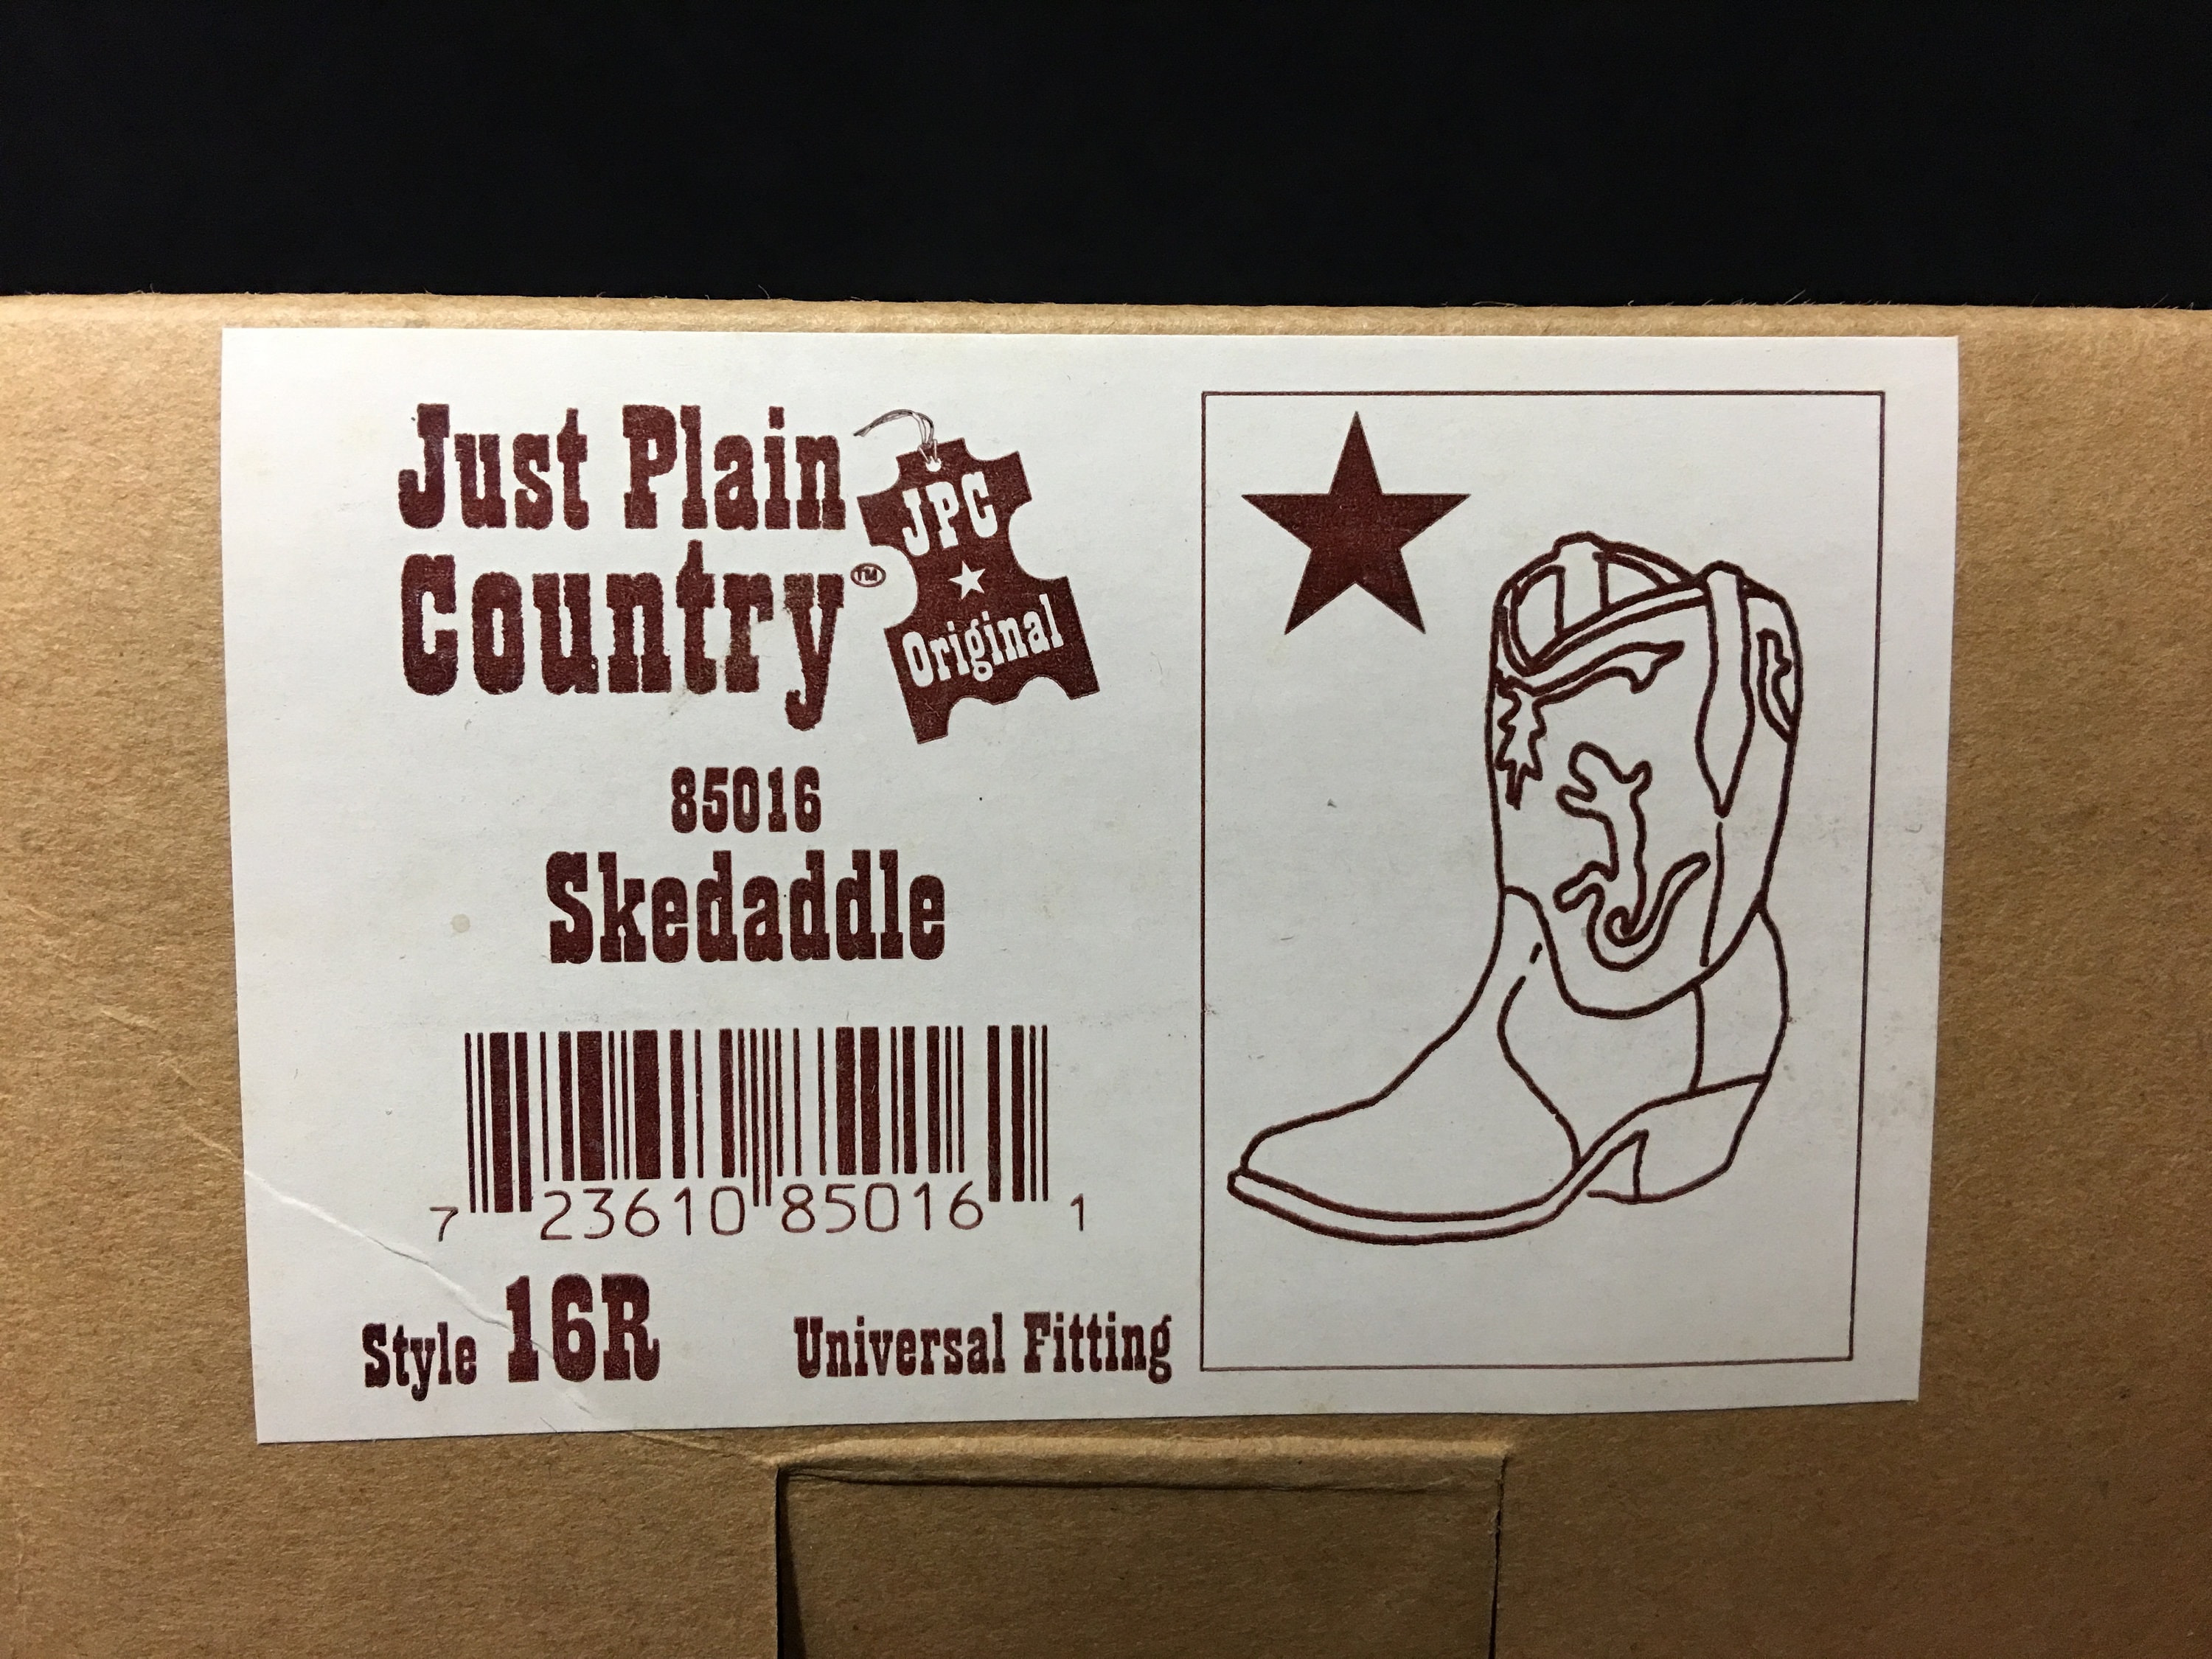 Just Plain
Country™
JPC
Original
85016
Skedaddle
7 23610 85016 1
Style 16R
Universal Fitting